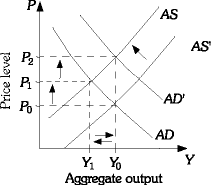 P
AS
AS'
P2
P1
P0
Price level
AD'
AD
Y1 Y0 Y
Aggregate output